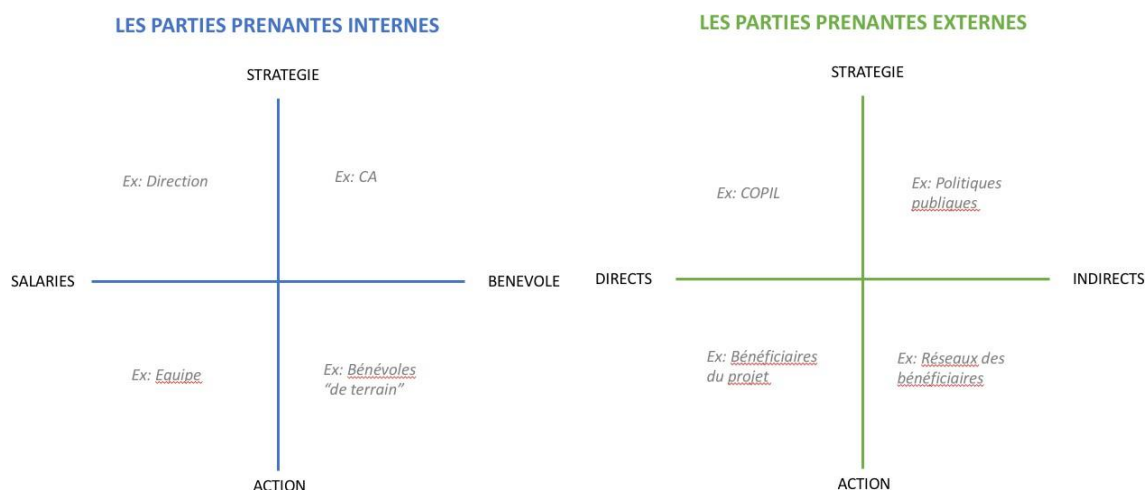 LES PARTIES PRENANTES INTERNES
STRATEGIE
Ex: Direction
Ex: CA
SALARIES
BENEVOLE
Ex: Equipe
Ex: Bénévoles
“de terrain”
ACTION
LES PARTIES PRENANTES EXTERNES
STRATEGIE
Ex: COPIL
Ex: Politiques
publiques
DIRECTS
INDIRECTS
Ex: Bénéficiaires
du projet
Ex: Réseaux des
bénéficiaires
ACTION